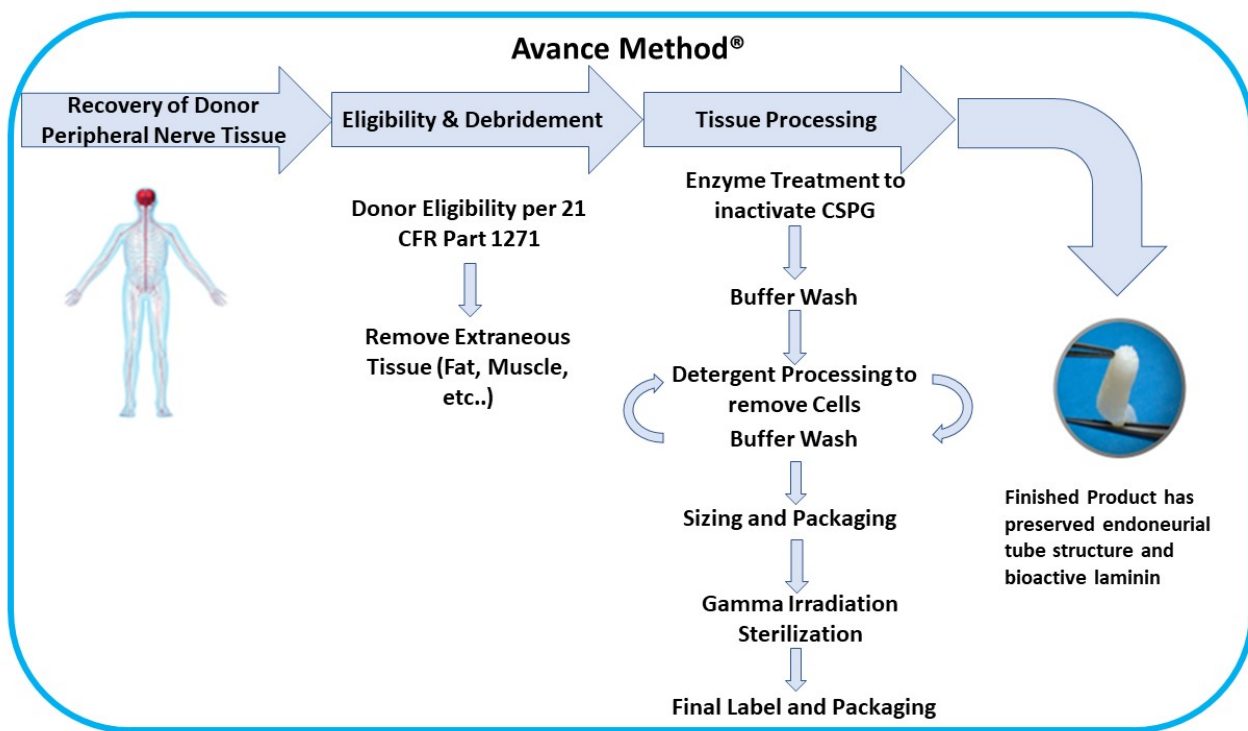 Avance Method®
Recovery of Donor
Peripheral Nerve Tissue
Eligibility & Debridement
Tissue Processing
Donor Eligibility per 21
CFR Part 1271
Remove Extraneous
Tissue (Fat, Muscle,
etc..)
Enzyme Treatment to
inactivate CSPG
Buffer Wash
Detergent Processing to
remove Cells
Buffer Wash
Sizing and Packaging
Gamma Irradiation
Sterilization
Final Label and Packaging
Finished Product has
preserved endoneurial
tube structure and
bioactive laminin